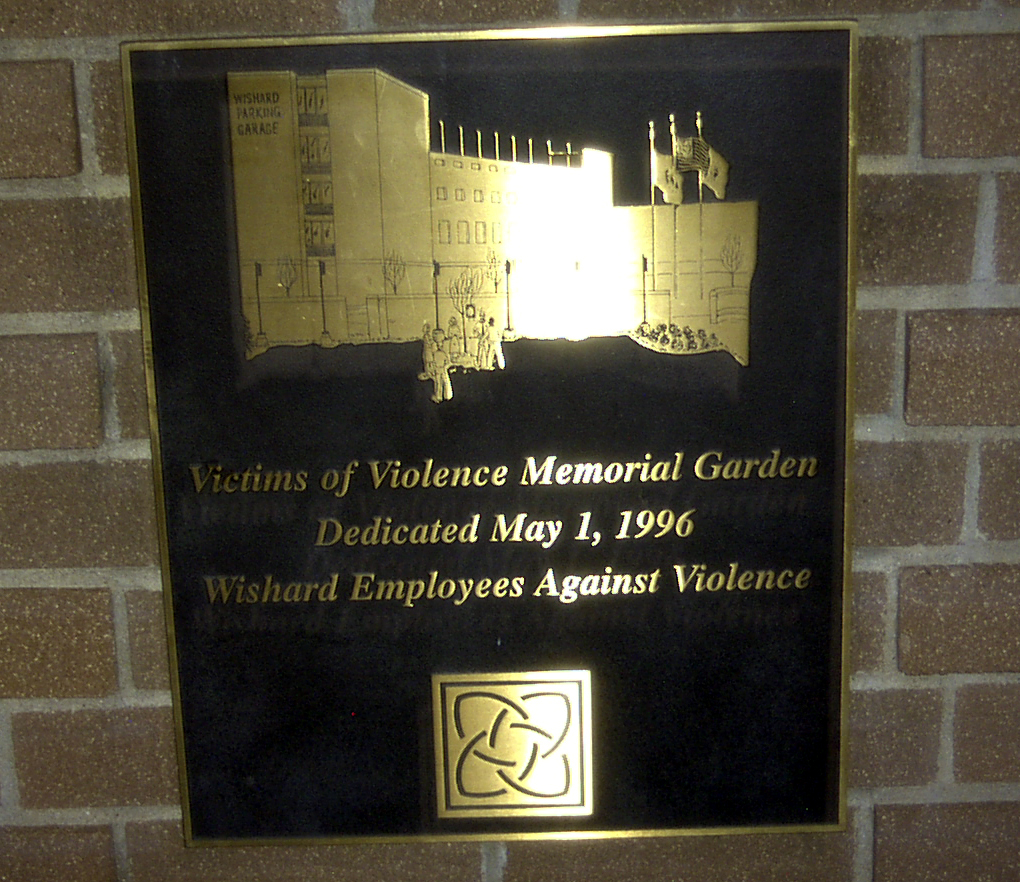 WISHARD
PARKING
GARAGE
Victims of Violence Memorial Garden
Dedicated May 1, 1996
Wishard Employees Against Violence